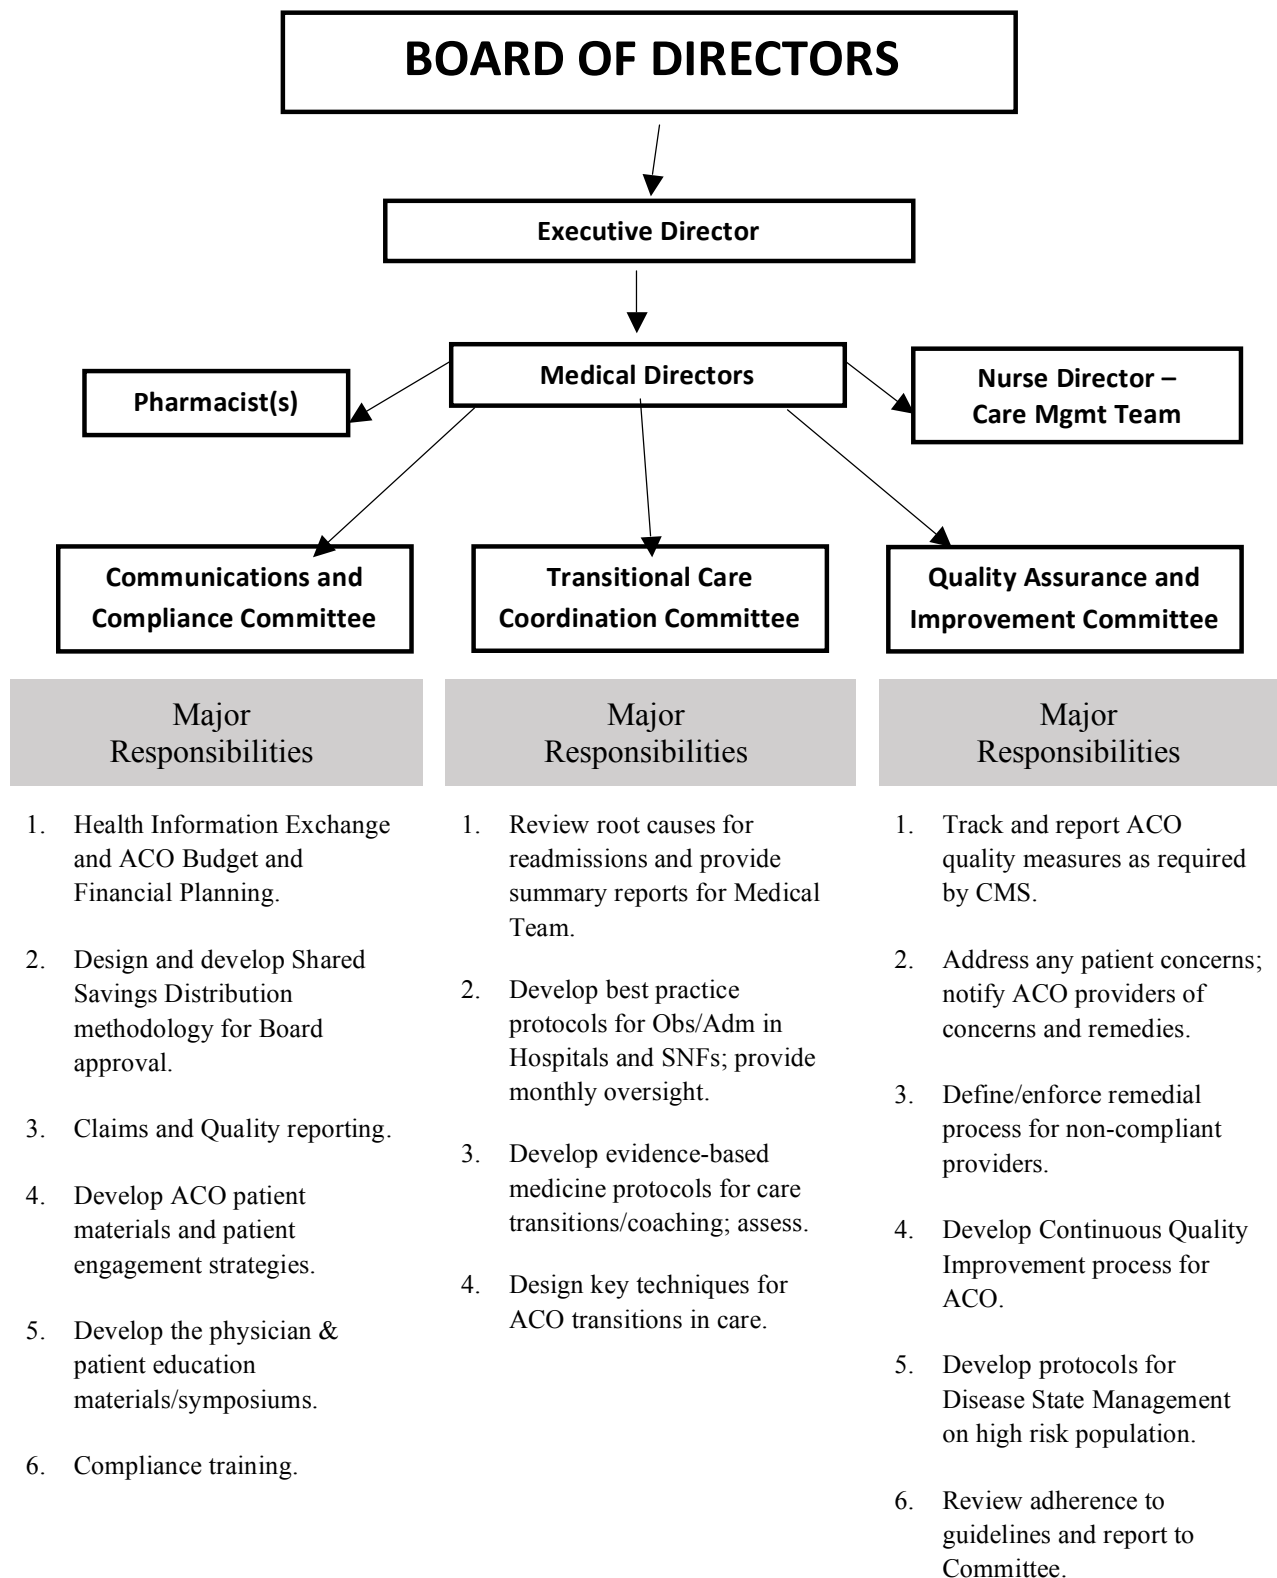 BOARD OF DIRECTORS
Executive Director
Medical Directors
Pharmacist(s)
Nurse Director –
Care Mgmt Team
Communications and
Compliance Committee
Transitional Care
Coordination Committee
Quality Assurance and
Improvement Committee
Major
Responsibilities
1. Health Information Exchange
and ACO Budget and
Financial Planning.
2. Design and develop Shared
Savings Distribution
methodology for Board
approval.
3. Claims and Quality reporting.
4. Develop ACO patient
materials and patient
engagement strategies.
5. Develop the physician &
patient education
materials/symposiums.
6. Compliance training.
Major
Responsibilities
1. Review root causes for
readmissions and provide
summary reports for Medical
Team.
2. Develop best practice
protocols for Obs/Adm in
Hospitals and SNFs; provide
monthly oversight.
3. Develop evidence-based
medicine protocols for care
transitions/coaching; assess.
4. Design key techniques for
ACO transitions in care.
Major
Responsibilities
1. Track and report ACO
quality measures as required
by CMS.
2. Address any patient concerns;
notify ACO providers of
concerns and remedies.
3. Define/enforce remedial
process for non-compliant
providers.
4. Develop Continuous Quality
Improvement process for
ACO.
5. Develop protocols for
Disease State Management
on high risk population.
6. Review adherence to
guidelines and report to
Committee.